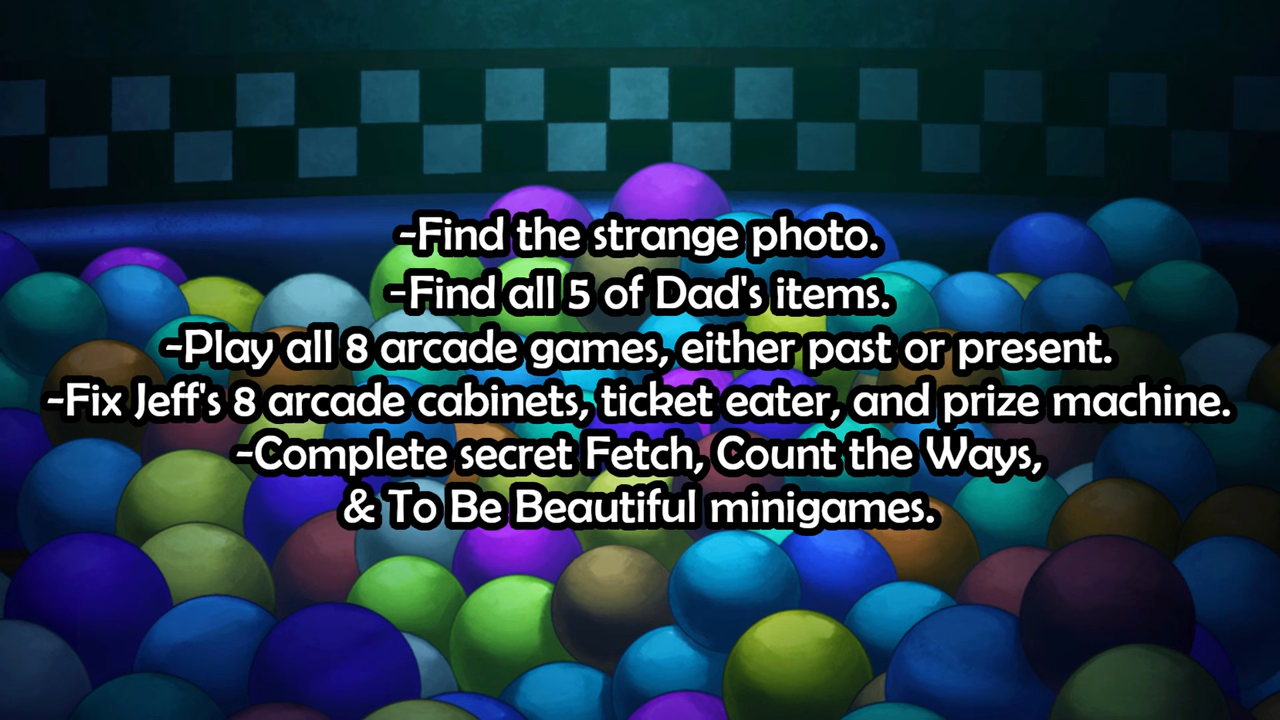 -Find the strange photo.
-Find all 5 of Dad's items.
-Play all 8 arcade games, either past or present.
-Fix Jeff's 8 arcade cabinets, ticket eater, and prize machine.
-Complete secret Fetch, Count the Ways,
& To Be Beautiful minigames.